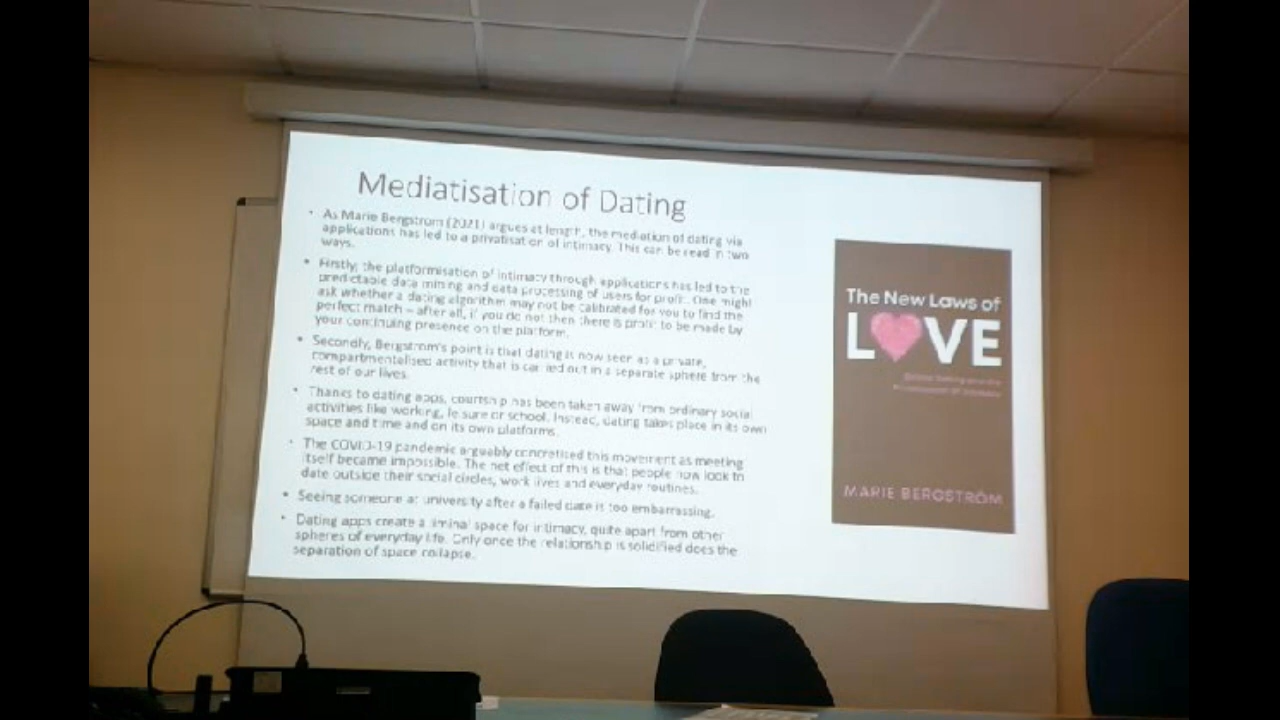 Mediatisation of Dating
• As Marie Bergstrom (2021) argues at length, the mediation of dating via
applications has led to a privatisation of intimacy. This can be read in two
ways.
• Firstly, the platformisation of intimacy through applications has led to the
predictable data mining and data processing of users for profit. One might
ask whether a dating algorithm may not be calibrated for you to find the
perfect match – after all, if you do not then there is profit to be made by
your continuing presence on the platform.
• Secondly, Bergstrom's point is that dating is now seen as a private,
compartmentalised activity that is carried out in a separate sphere from the
rest of our lives.
• Thanks to dating apps, courtship has been taken away from ordinary social
activities like working, leisure or school. Instead, dating takes place in its own
space and time and on its own platforms.
• The COVID-19 pandemic arguably concretised this movement as meeting
itself became impossible. The net effect of this is that people now look to
date outside their social circles, work lives and everyday routines.
• Seeing someone at university after a failed date is too embarrassing.
• Dating apps create a liminal space for intimacy, quite apart from other
spheres of everyday life. Only once the relationship is solidified does the
separation of space collapse.
The New Laws of
LOVE
Online Dating and the
Privatization of Intimacy
MARIE BERGSTRÖM